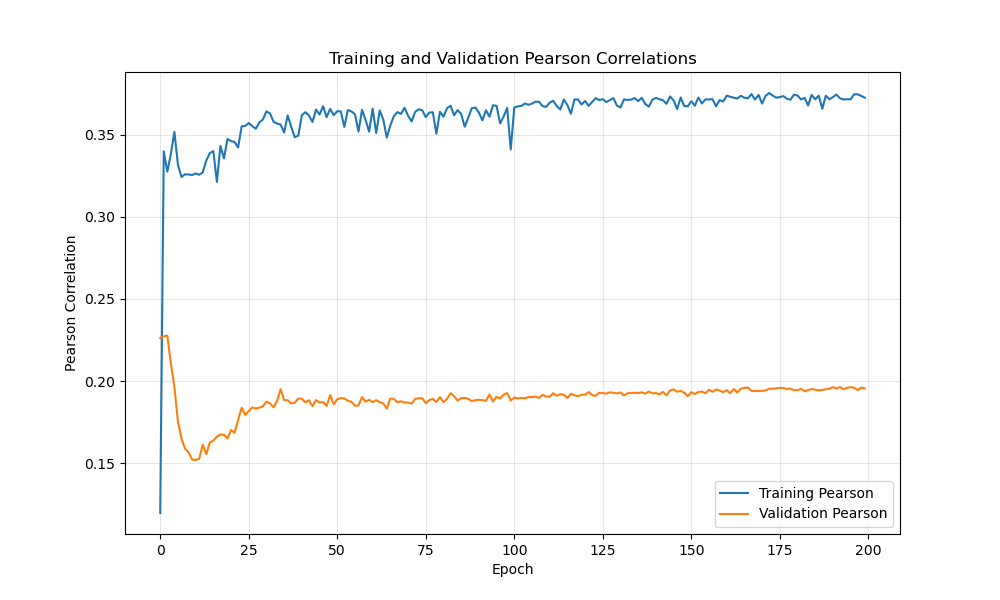 Training and Validation Pearson Correlations
Pearson Correlation
0.35
0.30
0.25
0.20
0.15
0
25
50
75
100
125
150
175
200
Epoch
Training Pearson
Validation Pearson